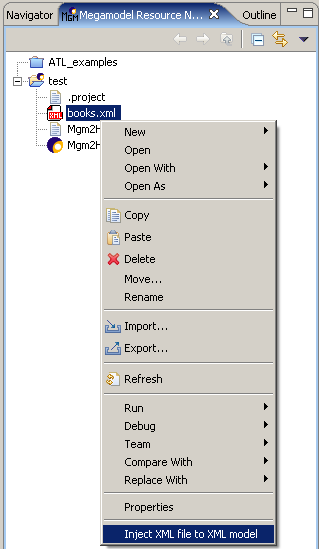 Navigator
Megamodel Resource N...
Outline
ATL_examples
test
.project
books.xml
Mgm2H
Mgm2H
New
Open
Open With
Open As
Copy
Paste
Delete
Move...
Rename
Import...
Export...
Refresh
Run
Debug
Team
Compare With
Replace With
Properties
Inject XML file to XML model